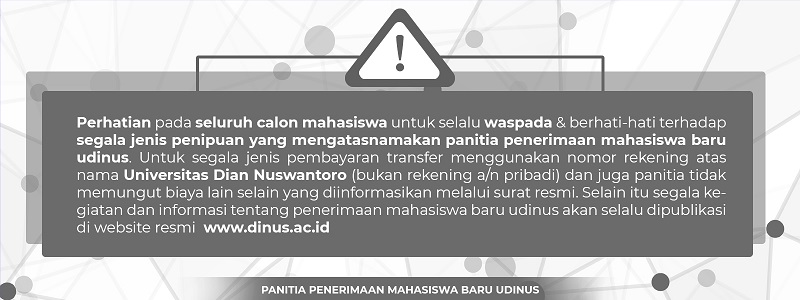 !
Perhatian pada seluruh calon mahasiswa untuk selalu waspada & berhati-hati terhadap
segala jenis penipuan yang mengatasnamakan panitia penerimaan mahasiswa baru
udinus. Untuk segala jenis pembayaran transfer menggunakan nomor rekening atas
nama Universitas Dian Nuswantoro (bukan rekening a/n pribadi) dan juga panitia tidak
memungut biaya lain selain yang diinformasikan melalui surat resmi. Selain itu segala ke-
giatan dan informasi tentang penerimaan mahasiswa baru udinus akan selalu dipublikasi
di website resmi www.dinus.ac.id
PANITIA PENERIMAAN MAHASISWA BARU UDINUS